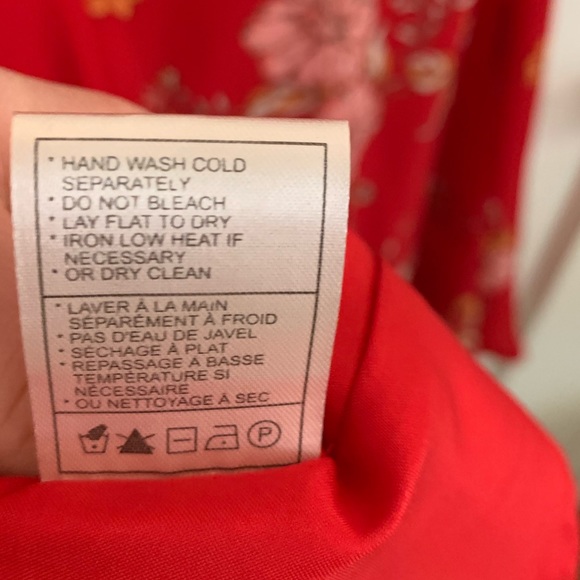 * HAND WASH COLD
SEPARATELY
* DO NOT BLEACH
* LAY FLAT TO DRY
* IRON LOW HEAT IF
NECESSARY
* OR DRY CLEAN
* LAVER À LA MAIN
SÉPARÉMENT À FROID
* PAS D'EAU DE JAVEL
* SÉCHAGE À PLAT
* REPASSAGE À BASSE
TEMPÉRATURE SI
NÉCESSAIRE
* OU NETTOYAGE À SEC
P